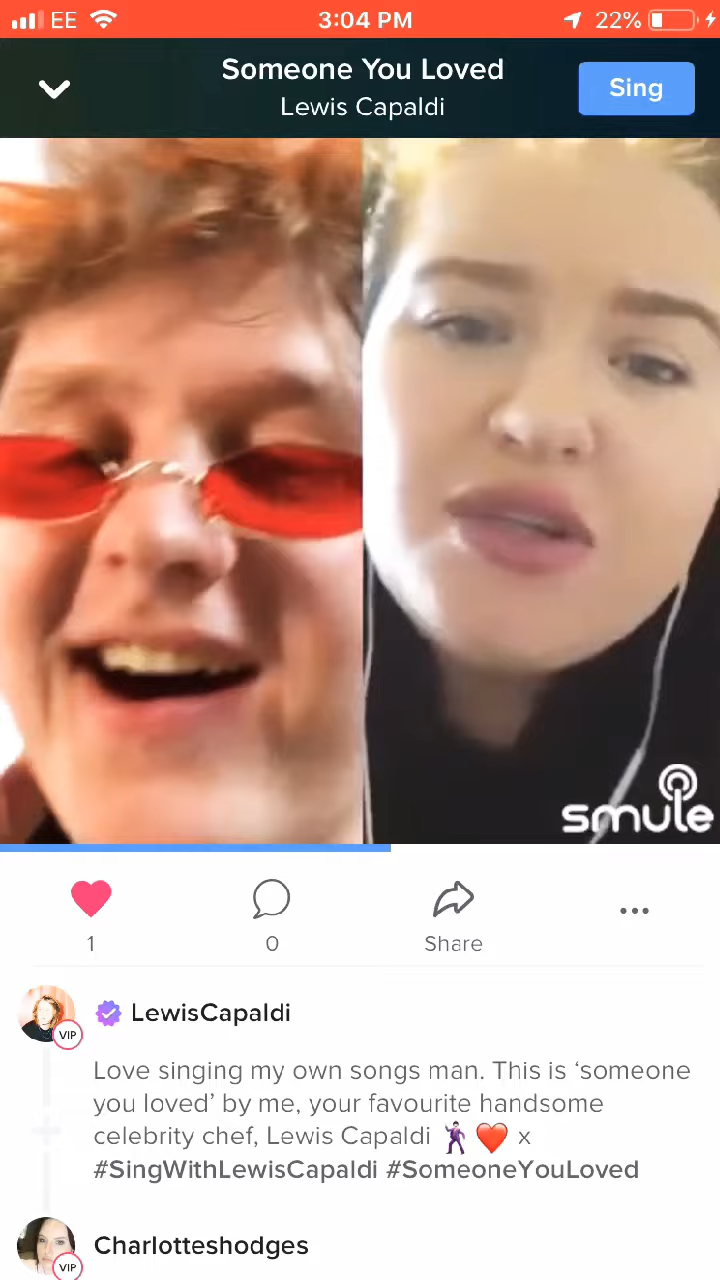 EE 3:04 PM 22%
Someone You Loved
Lewis Capaldi
Sing
smule
1 0 Share
VIP
LewisCapaldi
Love singing my own songs man. This is ‘someone
you loved’ by me, your favourite handsome
celebrity chef, Lewis Capaldi 🕺🏻❤️ x
#SingWithLewisCapaldi #SomeoneYouLoved
Charlotteshodges
VIP